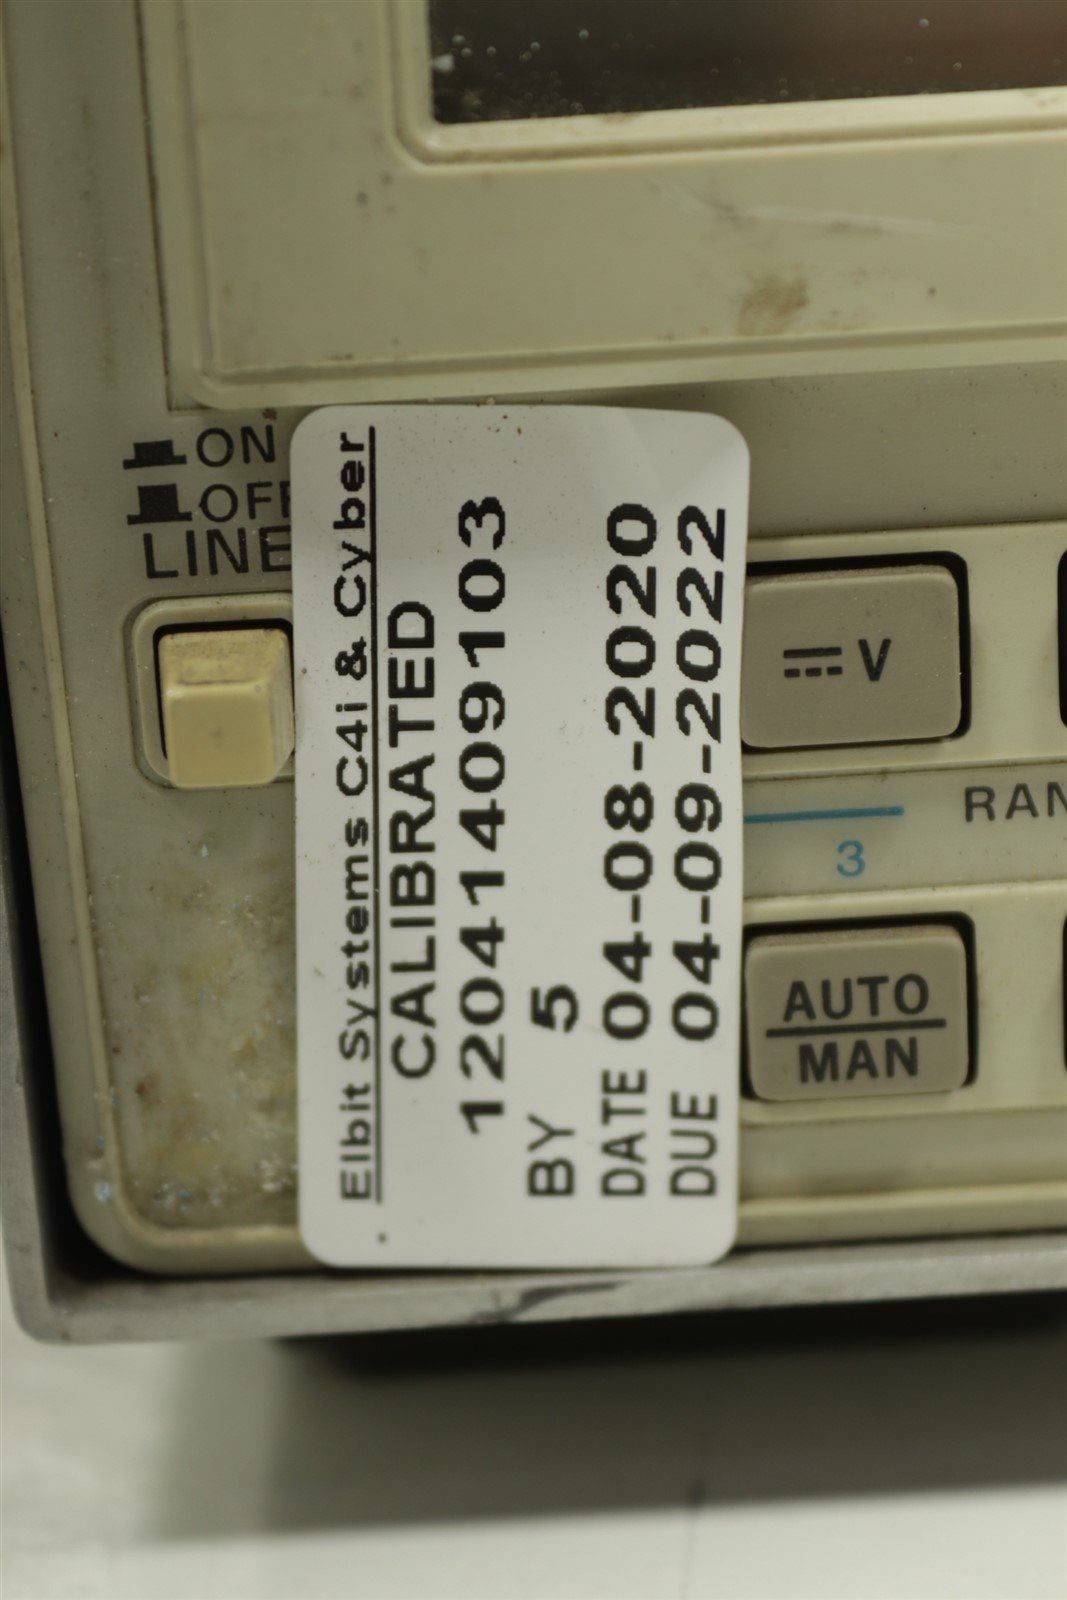 ON
OFF
LINE
Elbit Systems C4i & Cyber
CALIBRATED
12041409103
BY 5
DATE 04-08-2020
DUE 04-09-2022
V
RAN
3
AUTO
MAN